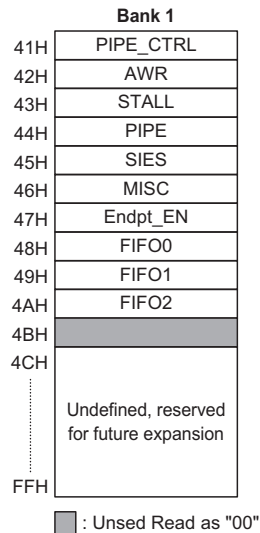 Bank 1
41H PIPE_CTRL
42H AWR
43H STALL
44H PIPE
45H SIES
46H MISC
47H Endpt_EN
48H FIFO0
49H FIFO1
4AH FIFO2
4BH
4CH
Undefined, reserved
for future expansion
FFH
: Unsed Read as "00"